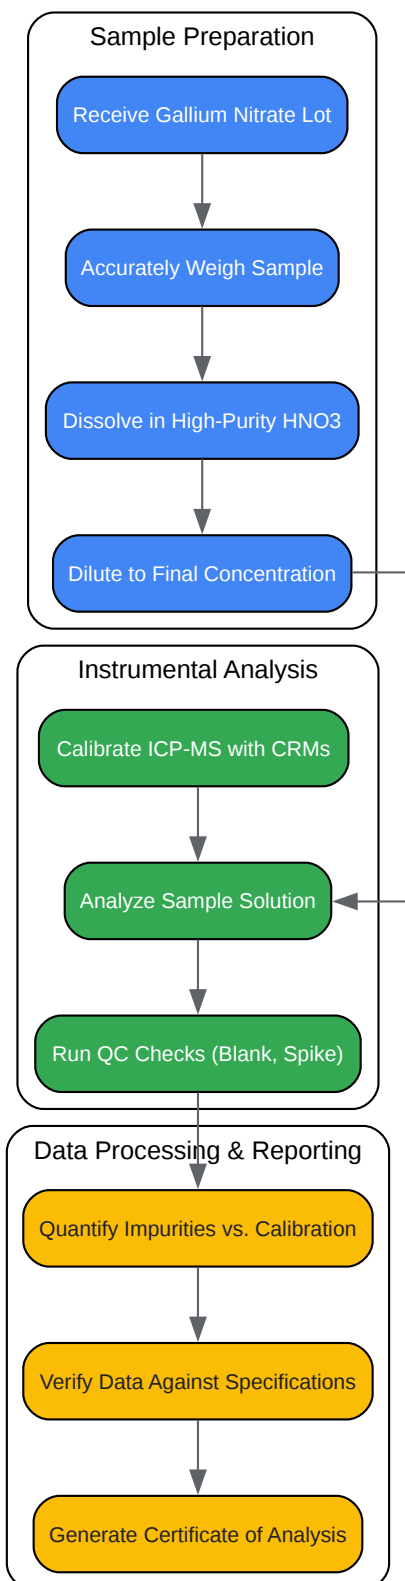 Sample Preparation
Receive Gallium Nitrate Lot
Accurately Weigh Sample
Dissolve in High-Purity HNO3
Dilute to Final Concentration
Instrumental Analysis
Calibrate ICP-MS with CRMs
Analyze Sample Solution
Run QC Checks (Blank, Spike)
Data Processing & Reporting
Quantify Impurities vs. Calibration
Verify Data Against Specifications
Generate Certificate of Analysis